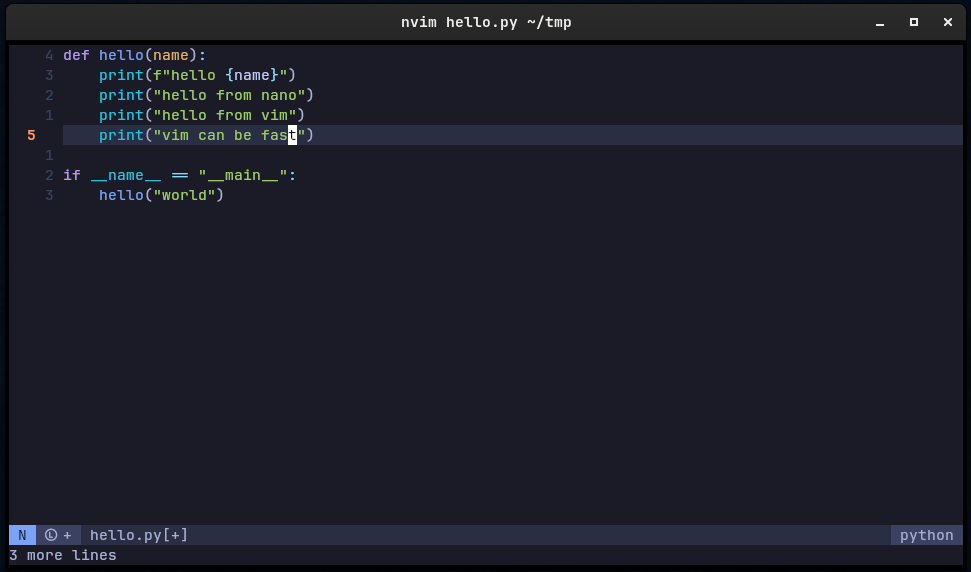 nvim hello.py ~/tmp
4 def hello(name):
3     print(f"hello {name}")
2     print("hello from nano")
1     print("hello from vim")
5     print("vim can be fast")
1
2 if __name__ == "__main__":
3     hello("world")
N Ⓛ + hello.py[+] python
3 more lines